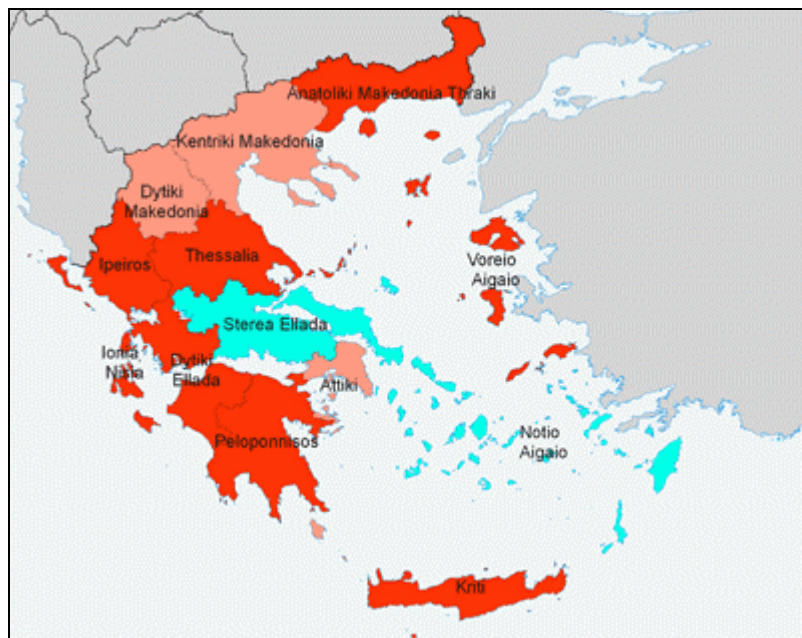 Anatoliki Makedonia Thraki
Kentriki Makedonia
Dytiki
Makedonia
Ipeiros
Thessalia
Voreio
Aigaio
Sterea Ellada
Ionia
Nisia
Dytiki
Ellada
Attiki
Notio
Aigaio
Peloponnisos
Kriti